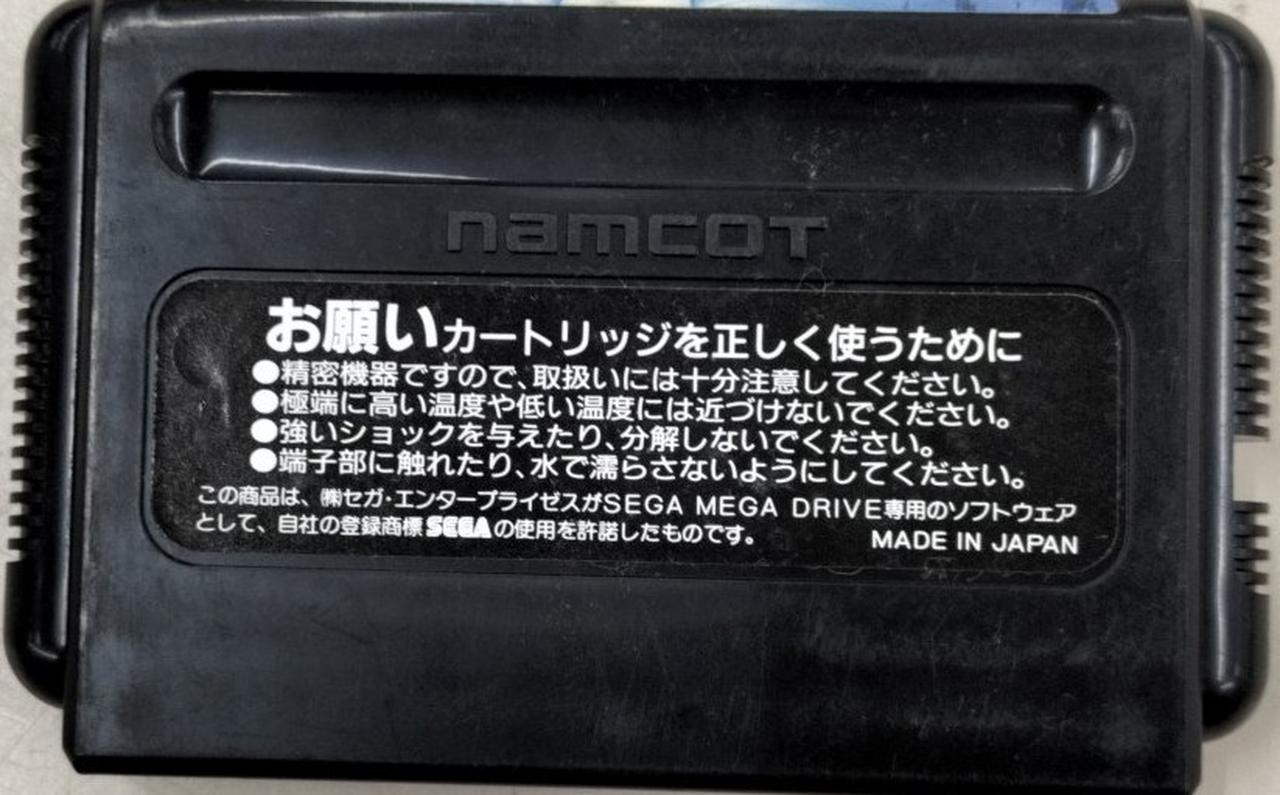 namcot
お願いカートリッジを正しく使うために
●精密機器ですので、取扱いには十分注意してください。
●極端に高い温度や低い温度には近づけないでください。
●強いショックを与えたり、分解しないでください。
●端子部に触れたり、水で濡らさないようにしてください。
この商品は、㈱セガ・エンタープライゼスがSEGA MEGA DRIVE専用のソフトウェア
として、自社の登録商標SEGAの使用を許諾したものです。
MADE IN JAPAN